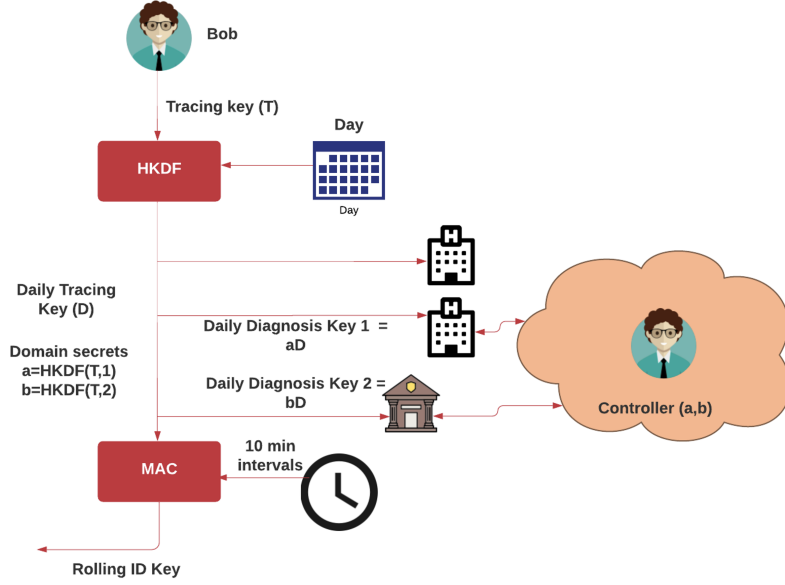 Bob
Tracing key (T)
Day
HKDF
Day
H
Daily Tracing
Key (D)
H
Daily Diagnosis Key 1 =
aD
Domain secrets
a=HKDF(T,1)
b=HKDF(T,2)
Daily Diagnosis Key 2 =
bD
Controller (a,b)
MAC
10 min
intervals
Rolling ID Key